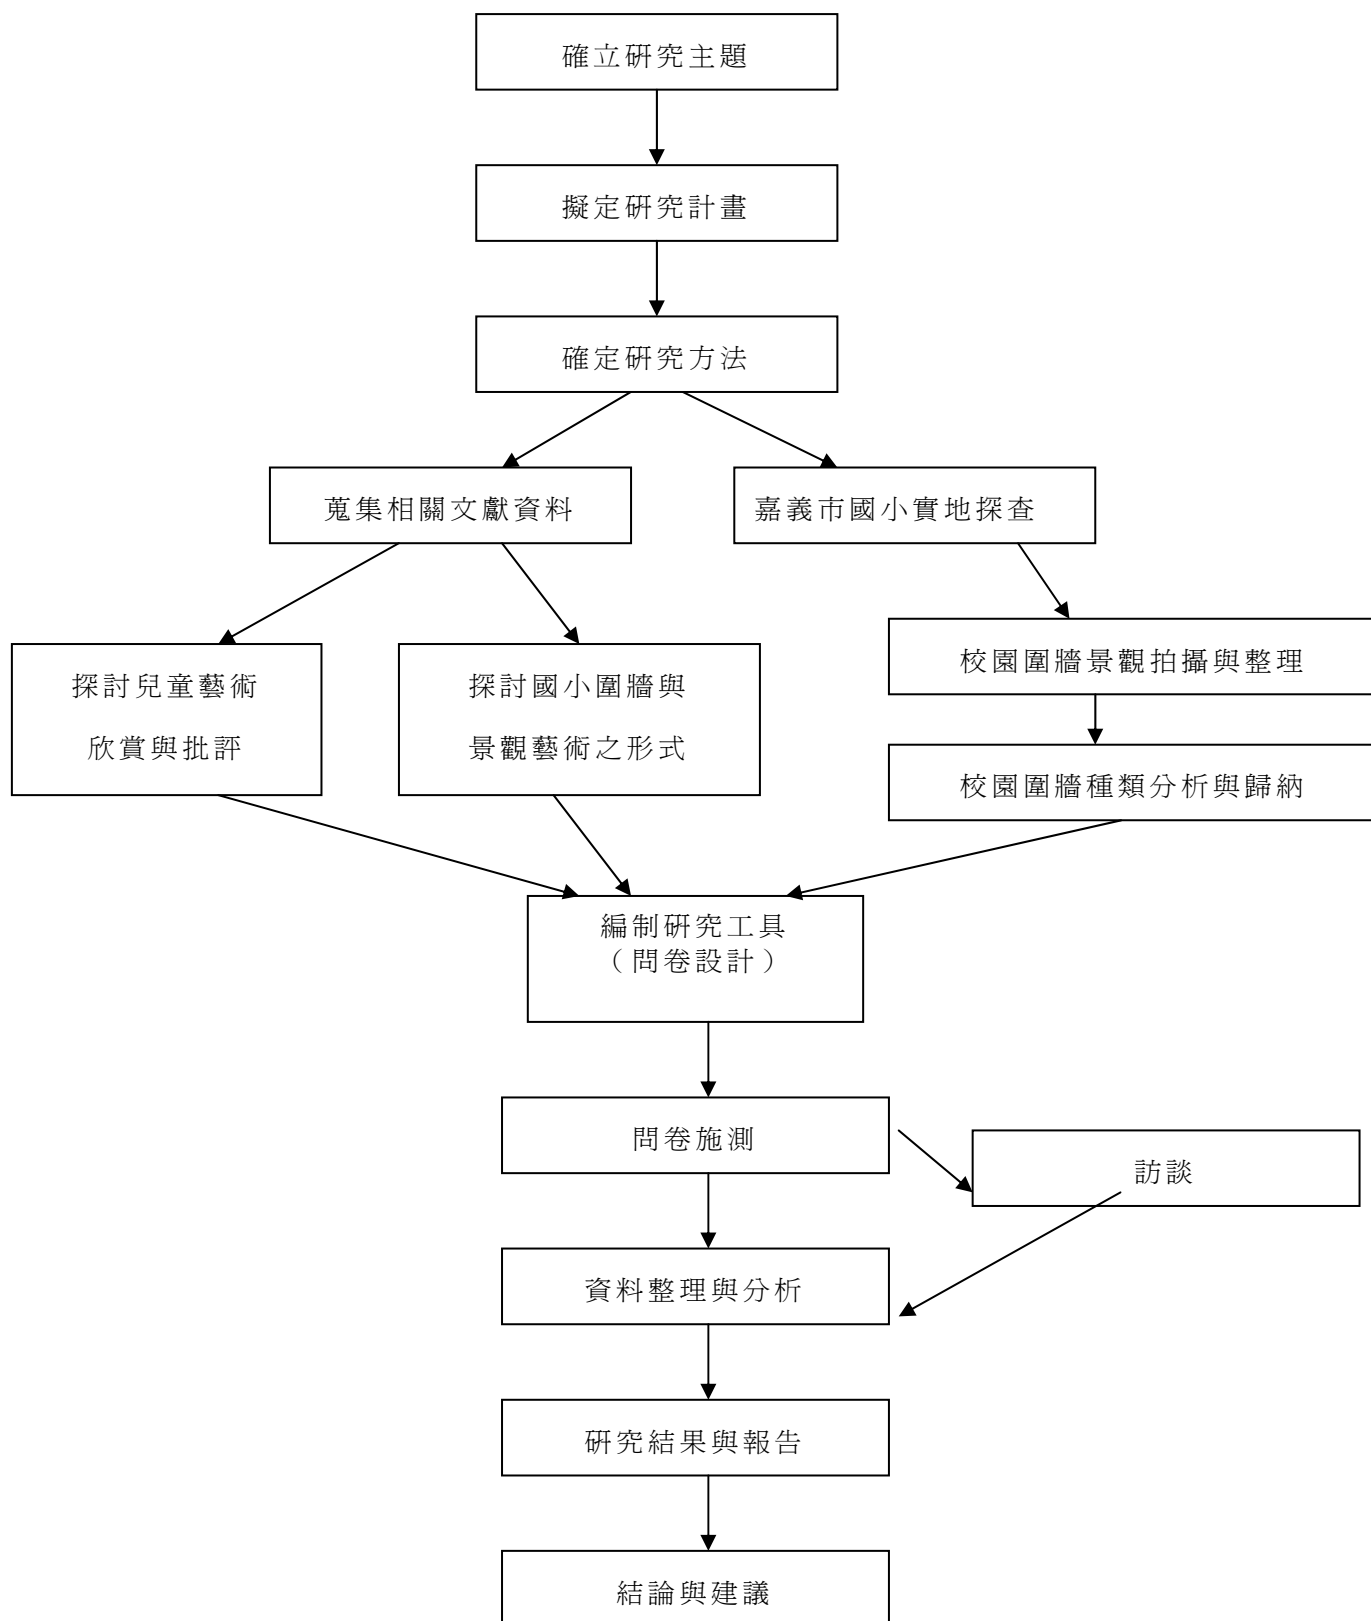 確立研究主題
擬定研究計畫
確定研究方法
蒐集相關文獻資料
嘉義市國小實地探查
探討兒童藝術
欣賞與批評
探討國小圍牆與
景觀藝術之形式
校園圍牆景觀拍攝與整理
校園圍牆種類分析與歸納
編制研究工具
（問卷設計）
問卷施測
訪談
資料整理與分析
研究結果與報告
結論與建議